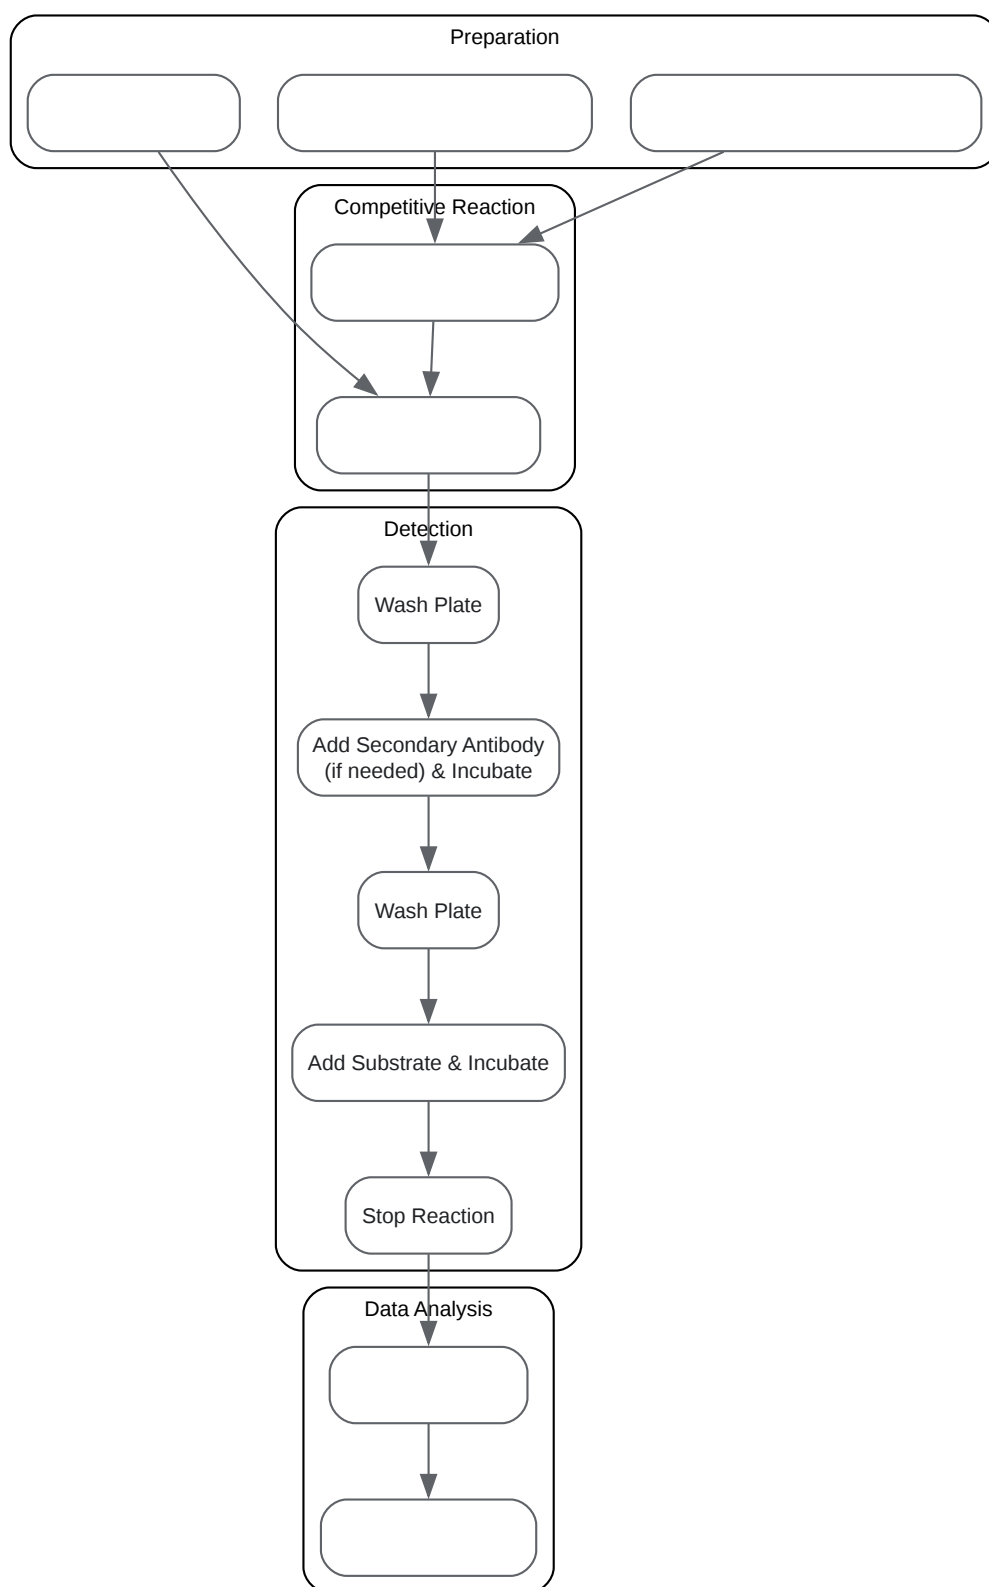 Preparation
Competitive Reaction
Detection
Wash Plate
Add Secondary Antibody
(if needed) & Incubate
Wash Plate
Add Substrate & Incubate
Stop Reaction
Data Analysis